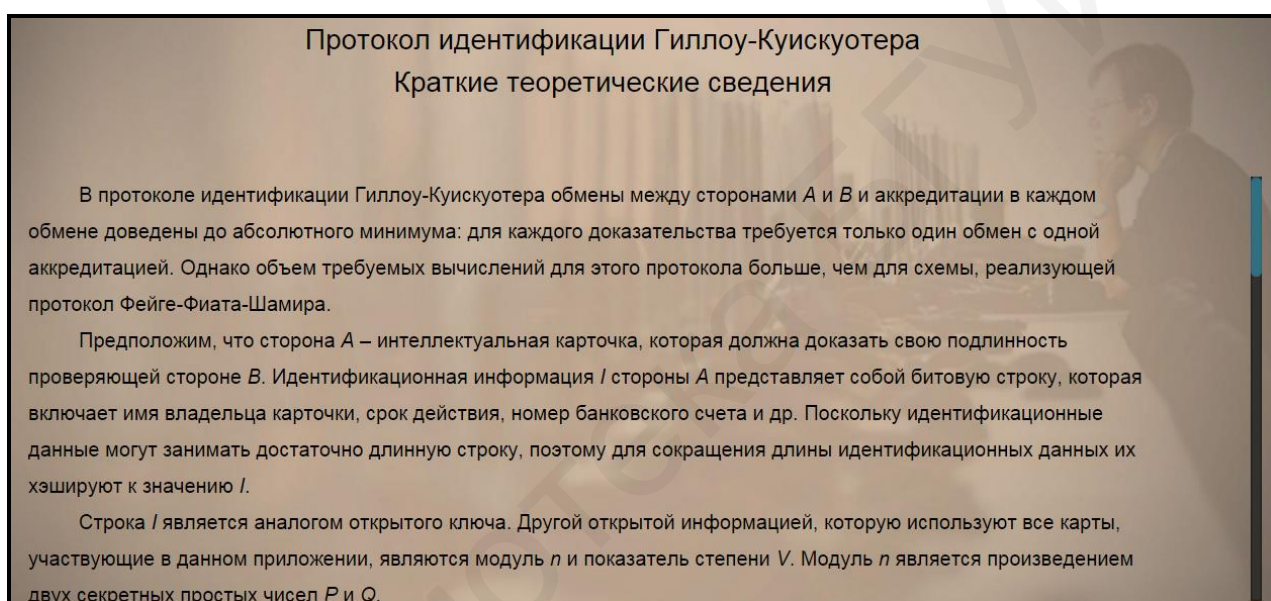 Протокол идентификации Гиллоу-Куискуотера
Краткие теоретические сведения
В протоколе идентификации Гиллоу-Куискуотера обмены между сторонами A и B и аккредитации в каждом
обмене доведены до абсолютного минимума: для каждого доказательства требуется только один обмен с одной
аккредитацией. Однако объем требуемых вычислений для этого протокола больше, чем для схемы, реализующей
протокол Фейге-Фиата-Шамира.
Предположим, что сторона A – интеллектуальная карточка, которая должна доказать свою подлинность
проверяющей стороне B. Идентификационная информация I стороны A представляет собой битовую строку, которая
включает имя владельца карточки, срок действия, номер банковского счета и др. Поскольку идентификационные
данные могут занимать достаточно длинную строку, поэтому для сокращения длины идентификационных данных их
хэшируют к значению I.
Строка I является аналогом открытого ключа. Другой открытой информацией, которую используют все карты,
участвующие в данном приложении, являются модуль n и показатель степени V. Модуль n является произведением
двух секретных простых чисел P и Q.